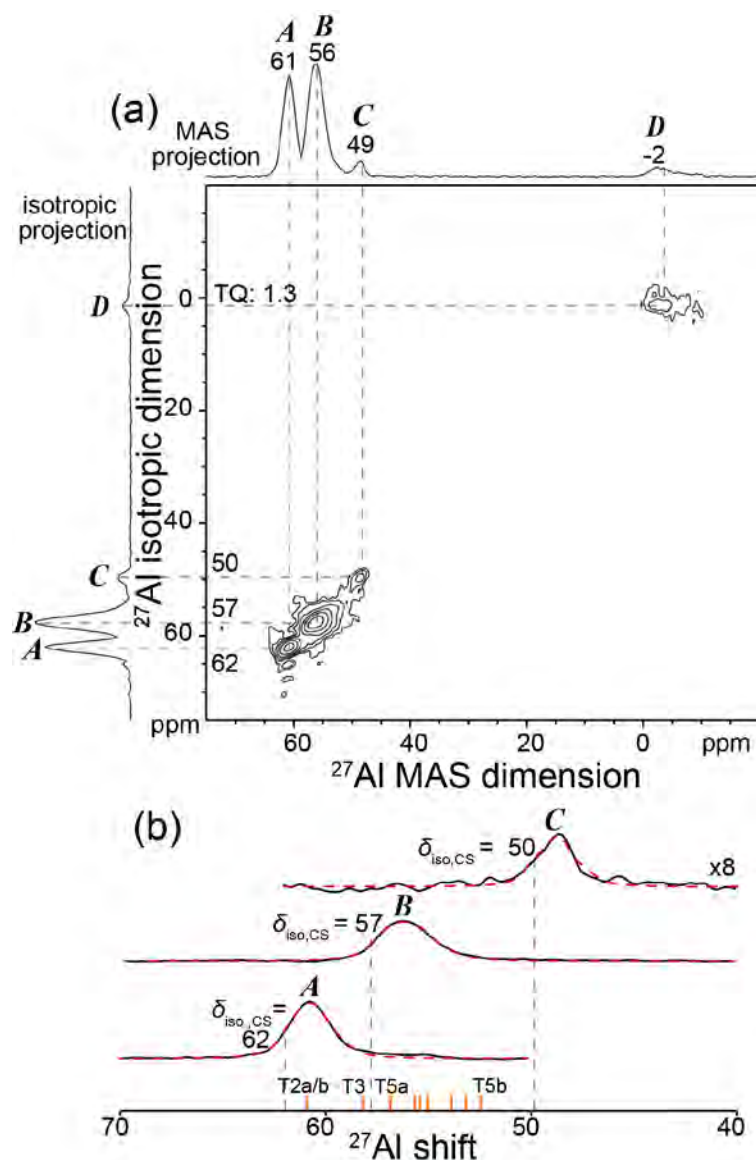 A B
61 56
(a)
C
MAS
projection
49
D
-2
isotropic
projection
D
TQ: 1.3
0
20
40
C
50
B
57
60
A
62
ppm
²⁷Al isotropic dimension
60 40 20 0 ppm
²⁷Al MAS dimension
(b)
C
δiso,CS = 50
x8
B
δiso,CS = 57
A
δiso,CS =
62
T2a/b T3 T5a T5b
70 60 50 40
²⁷Al shift